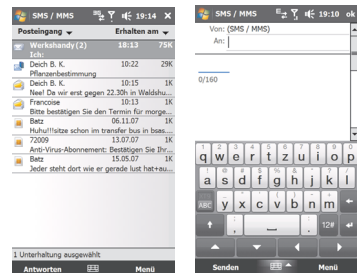 SMS / MMS 19:14
Posteingang Erhalten am
Workshandy (2) 18:13 75K
Ich:
Deich B. K. 10:22 29K
Pflanzenbestimmung
Deich B. K. 10:15 1K
Nee! Da wir erst gegen 22.30h in Waldshu...
Francoise 10:13 1K
Bitte bestätigen Sie den Termin für morge...
Batz 06.11.07 1K
Huhu!!!sitze schon im transfer bus in bsas....
72009 13.07.07 1K
Anti-Virus-Abonnement: Bestätigen Sie Ihr...
Batz 15.05.07 1K
Jeder steht dort wie er gerade lust hat+au...
1 Unterhaltung ausgewählt
Antworten Menü
SMS / MMS 19:10 ok
Von: (SMS / MMS)
An:
0/160
q w e r t z u i o p
a s d f g h j k l
ABC y x c v b n m
, . 12#
Senden Menü